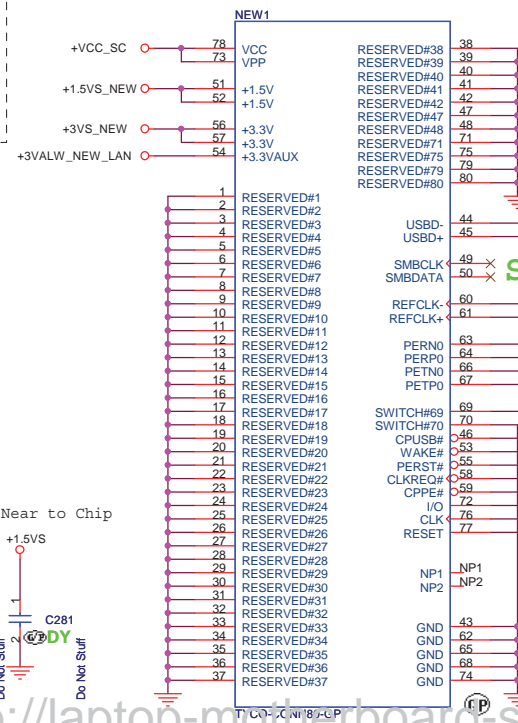 NEW1
+VCC_SC 78 VCC RESERVED#38 38
73 VPP RESERVED#39 39
RESERVED#40 40
+1.5VS_NEW 51 +1.5V RESERVED#41 41
52 +1.5V RESERVED#42 42
RESERVED#47 47
+3VS_NEW 56 +3.3V RESERVED#48 48
57 +3.3V RESERVED#71 71
+3VALW_NEW_LAN 54 +3.3VAUX RESERVED#75 75
RESERVED#79 79
RESERVED#80 80
1 RESERVED#1
2 RESERVED#2
3 RESERVED#3 USBD- 44
4 RESERVED#4 USBD+ 45
5 RESERVED#5
6 RESERVED#6 SMBCLK 49
7 RESERVED#7 SMBDATA 50
S
8 RESERVED#8
9 RESERVED#9 REFCLK- 60
10 RESERVED#10 REFCLK+ 61
11 RESERVED#11
12 RESERVED#12 PERN0 63
13 RESERVED#13 PERP0 64
14 RESERVED#14 PETN0 66
15 RESERVED#15 PETP0 67
16 RESERVED#16
17 RESERVED#17 SWITCH#69 69
18 RESERVED#18 SWITCH#70 70
19 RESERVED#19 CPUSB# 46
20 RESERVED#20 WAKE# 53
21 RESERVED#21 PERST# 55
22 RESERVED#22 CLKREQ# 58
23 RESERVED#23 CPPE# 59
24 RESERVED#24 I/O 72
25 RESERVED#25 CLK 76
26 RESERVED#26 RESET 77
27 RESERVED#27
28 RESERVED#28
29 RESERVED#29 NP1 NP1
30 RESERVED#30 NP2 NP2
31 RESERVED#31
32 RESERVED#32
33 RESERVED#33 GND 43
34 RESERVED#34 GND 62
35 RESERVED#35 GND 65
36 RESERVED#36 GND 68
37 RESERVED#37 GND 74
TYCO-CONN80-GP
GP
Near to Chip
+1.5VS
1
C281
2
GP DY
Do Not Stuff
Do Not Stuff
://laptop-motherboard-s